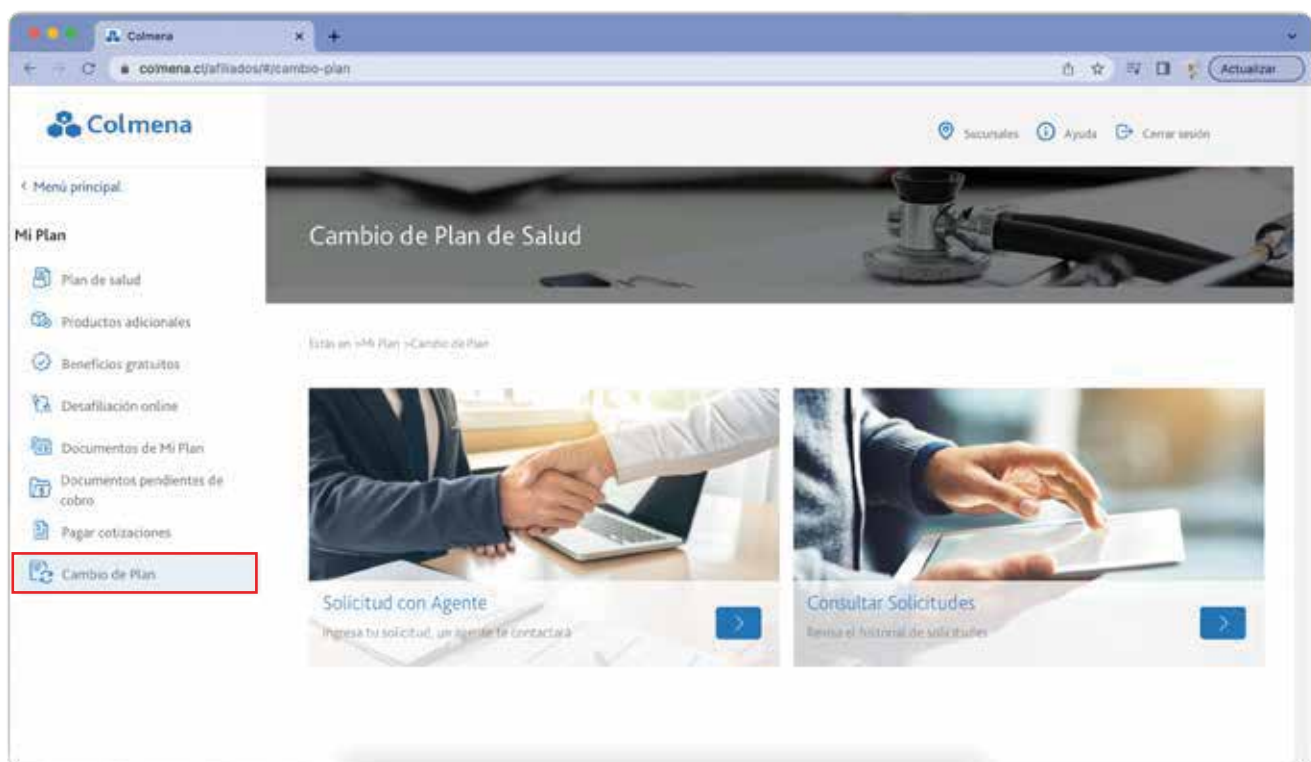 Colmena
colmena.cl/afiliados/#/cambio-plan
Actualizar
Colmena
Sucursales
Ayuda
Cerrar sesión
Menú principal
Mi Plan
Cambio de Plan de Salud
Plan de salud
Productos adicionales
Beneficios gratuitos
Desafiliación online
Documentos de Mi Plan
Documentos pendientes de
cobro
Pagar cotizaciones
Cambio de Plan
Estás en >Mi Plan >Cambio de Plan
Solicitud con Agente
Ingresa tu solicitud, un agente te contactará
Consultar Solicitudes
Revisa el historial de solicitudes